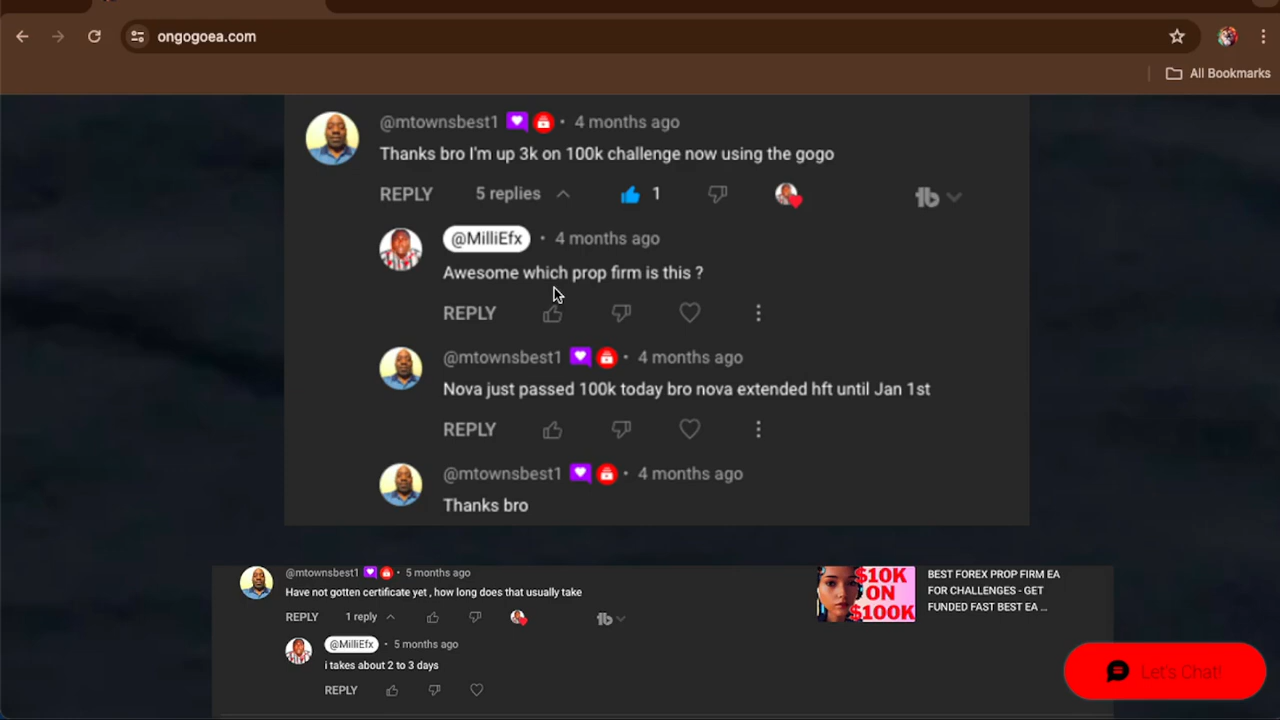 ongogoea.com
All Bookmarks
@mtownsbest1 • 4 months ago
Thanks bro I'm up 3k on 100k challenge now using the gogo
REPLY 5 replies 1
@MilliEfx • 4 months ago
Awesome which prop firm is this ?
REPLY
@mtownsbest1 • 4 months ago
Nova just passed 100k today bro nova extended hft until Jan 1st
REPLY
@mtownsbest1 • 4 months ago
Thanks bro
@mtownsbest1 • 5 months ago
Have not gotten certificate yet , how long does that usually take
REPLY 1 reply
@MilliEfx • 5 months ago
i takes about 2 to 3 days
REPLY
$10K
ON
$100K
BEST FOREX PROP FIRM EA
FOR CHALLENGES - GET
FUNDED FAST BEST EA ...
Let's Chat!